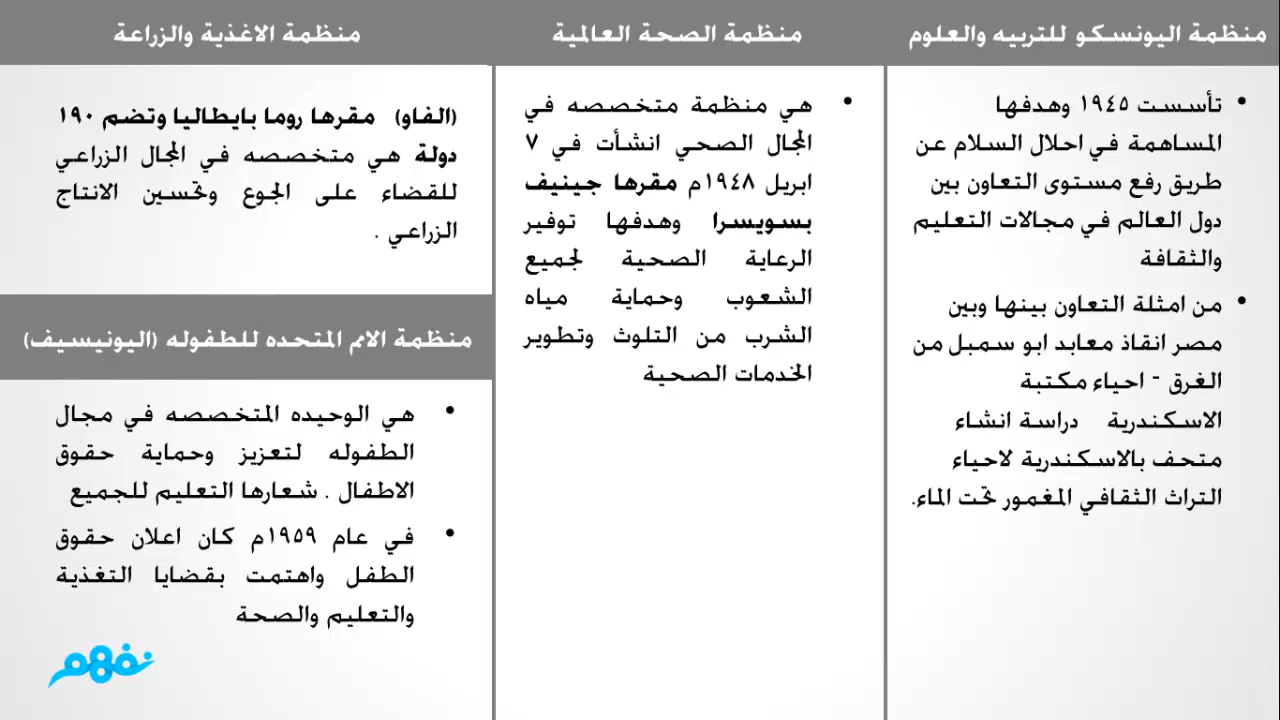 منظمة اليونسكو للتربيه والعلوم
تأسست ١٩٤٥ وهدفها
المساهمة في احلال السلام عن
طريق رفع مستوى التعاون بين
دول العالم في مجالات التعليم
والثقافة
من امثلة التعاون بينها وبين
مصر انقاذ معابد ابو سمبل من
الغرق - احياء مكتبة
الاسكندرية دراسة انشاء
متحف بالاسكندرية لاحياء
التراث الثقافي المغمور تحت الماء.
منظمة الصحة العالمية
هي منظمة متخصصه في
المجال الصحي انشأت في ٧
ابريل ١٩٤٨م مقرها جينيف
بسويسرا وهدفها توفير
الرعاية الصحية لجميع
الشعوب وحماية مياه
الشرب من التلوث وتطوير
الخدمات الصحية
منظمة الاغذية والزراعة
(الفاو) مقرها روما بايطاليا وتضم ١٩٠
دولة هي متخصصه في المجال الزراعي
للقضاء على الجوع وتحسين الانتاج
الزراعي .
منظمة الامم المتحده للطفوله (اليونيسيف)
هي الوحيده المتخصصه في مجال
الطفوله لتعزيز وحماية حقوق
الاطفال . شعارها التعليم للجميع
في عام ١٩٥٩م كان اعلان حقوق
الطفل واهتمت بقضايا التغذية
والتعليم والصحة
نفهم